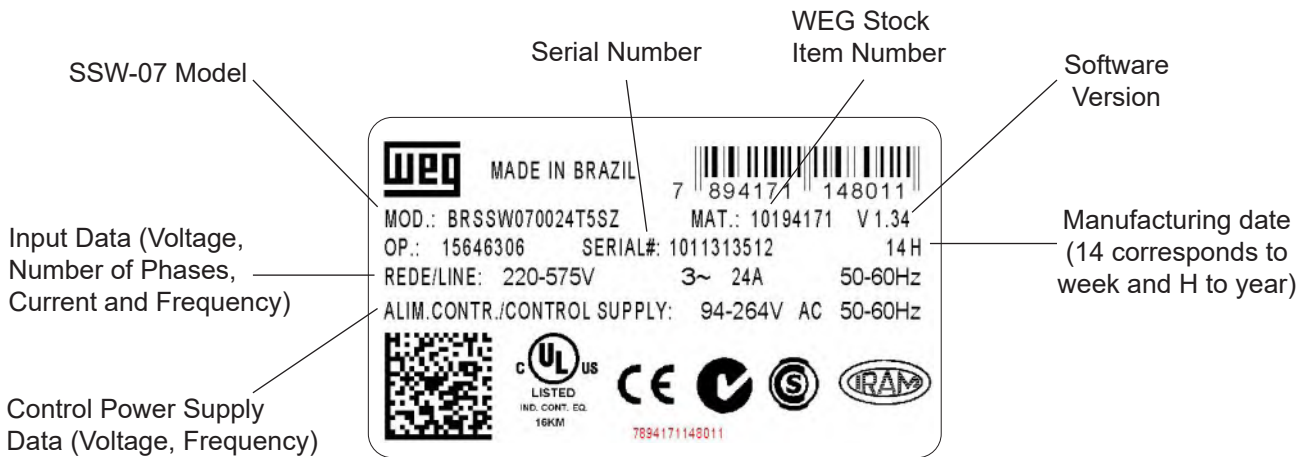 WEG Stock
Item Number
Serial Number
SSW-07 Model
Software
Version
weg MADE IN BRAZIL
7 894171 148011
MOD.: BRSSW070024T5SZ MAT.: 10194171 V 1.34
OP.: 15646306 SERIAL#: 1011313512 14H
REDE/LINE: 220-575V 3~ 24A 50-60Hz
ALIM.CONTR./CONTROL SUPPLY: 94-264V AC 50-60Hz
Manufacturing date
(14 corresponds to
week and H to year)
Input Data (Voltage,
Number of Phases,
Current and Frequency)
Control Power Supply
Data (Voltage, Frequency)
C UL US
LISTED
IND. CONT. EQ.
16KM
CE
S
IRAM
7894171148011